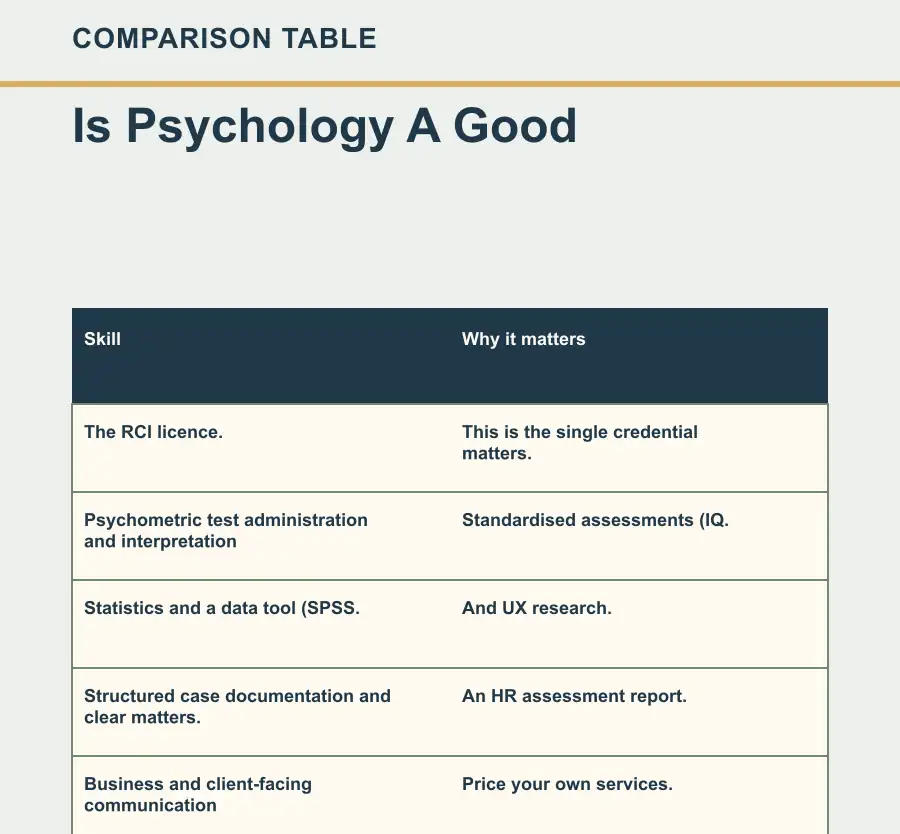 COMPARISON TABLE
Is Psychology A Good
Skill
Why it matters
The RCI licence.
This is the single credential
matters.
Psychometric test administration
and interpretation
Standardised assessments (IQ.
Statistics and a data tool (SPSS.
And UX research.
Structured case documentation and
clear matters.
An HR assessment report.
Business and client-facing
communication
Price your own services.